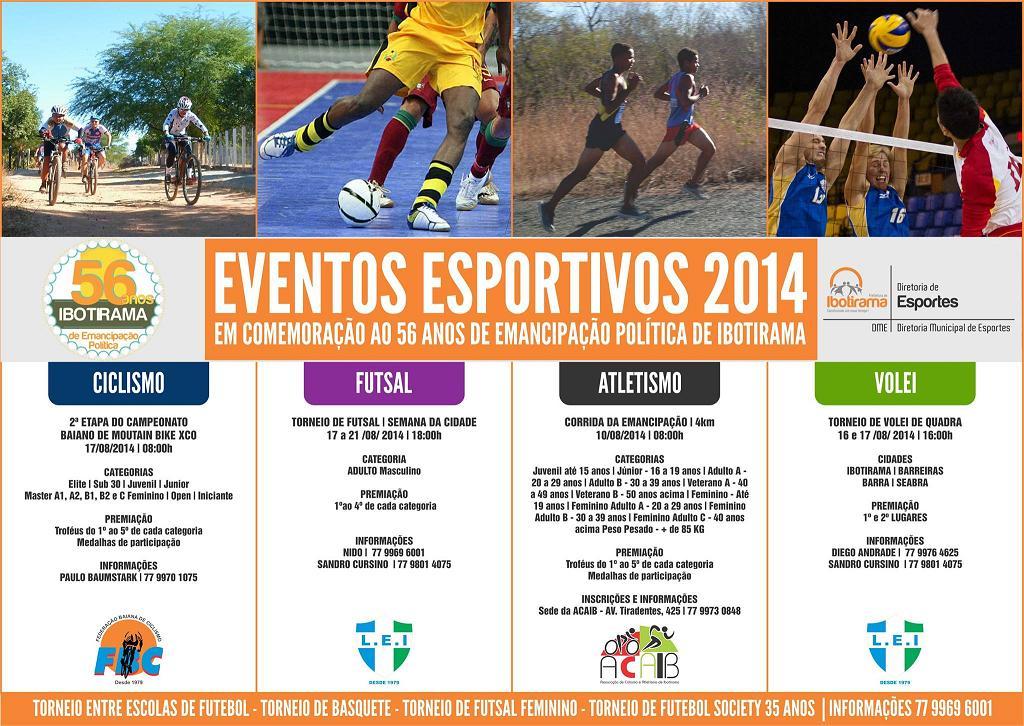 56
anos
IBOTIRAMA
de Emancipação
Política
EVENTOS ESPORTIVOS 2014
EM COMEMORAÇÃO AO 56 ANOS DE EMANCIPAÇÃO POLÍTICA DE IBOTIRAMA
Prefeitura de
Ibotirama
Diretoria de
Esportes
DME | Diretoria Municipal de Esportes
CICLISMO
2ª ETAPA DO CAMPEONATO
BAIANO DE MOUTAIN BIKE XCO
17/08/2014 | 08:00h
CATEGORIAS
Elite | Sub 30 | Juvenil | Junior
Master A1, A2, B1, B2 e C Feminino | Open | Iniciante
PREMIAÇÃO
Troféus do 1º ao 5º de cada categoria
Medalhas de participação
INFORMAÇÕES
PAULO BAUMSTARK | 77 9970 1075
FEDERAÇÃO BAIANA DE CICLISMO
FBC
Desde 1979
FUTSAL
TORNEIO DE FUTSAL | SEMANA DA CIDADE
17 a 21 /08/ 2014 | 18:00h
CATEGORIA
ADULTO Masculino
PREMIAÇÃO
1ºao 4º de cada categoria
INFORMAÇÕES
NIDO | 77 9969 6001
SANDRO CURSINO | 77 9801 4075
L.E.I
DESDE 1979
ATLETISMO
CORRIDA DA EMANCIPAÇÃO | 4km
10/08/2014 | 08:00h
CATEGORIAS
Juvenil até 15 anos | Júnior - 16 a 19 anos | Adulto A -
20 a 29 anos | Adulto B - 30 a 39 anos | Veterano A - 40
a 49 anos | Veterano B - 50 anos acima | Feminino - Até
19 anos | Feminino Adulto A - 20 a 29 anos | Feminino
Adulto B - 30 a 39 anos | Feminino Adulto C - 40 anos
acima Peso Pesado - + de 85 KG
PREMIAÇÃO
Troféus do 1º ao 5º de cada categoria
Medalhas de participação
INSCRIÇÕES E INFORMAÇÕES
Sede da ACAIB - AV. Tiradentes, 425 | 77 9973 0848
ACAIB
Associação de Ciclismo e Atletismo de Ibotirama
VOLEI
TORNEIO DE VOLEI DE QUADRA
16 e 17 /08/ 2014 | 16:00h
CIDADES
IBOTIRAMA | BARREIRAS
BARRA | SEABRA
PREMIAÇÃO
1º e 2º LUGARES
INFORMAÇÕES
DIEGO ANDRADE | 77 9976 4625
SANDRO CURSINO | 77 9801 4075
L.E.I
DESDE 1979
TORNEIO ENTRE ESCOLAS DE FUTEBOL - TORNEIO DE BASQUETE - TORNEIO DE FUTSAL FEMININO - TORNEIO DE FUTEBOL SOCIETY 35 ANOS | INFORMAÇÕES 77 9969 6001